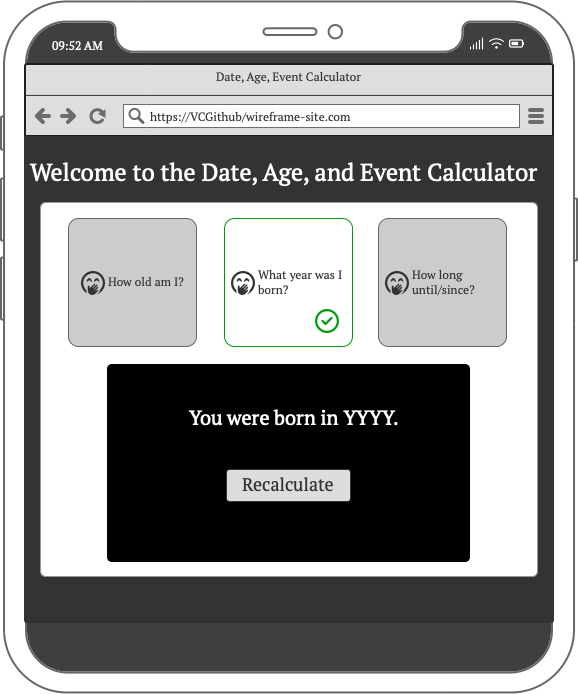 09:52 AM
Date, Age, Event Calculator
https://VCGithub/wireframe-site.com
Welcome to the Date, Age, and Event Calculator
How old am I?
What year was I
born?
How long
until/since?
You were born in YYYY.
Recalculate